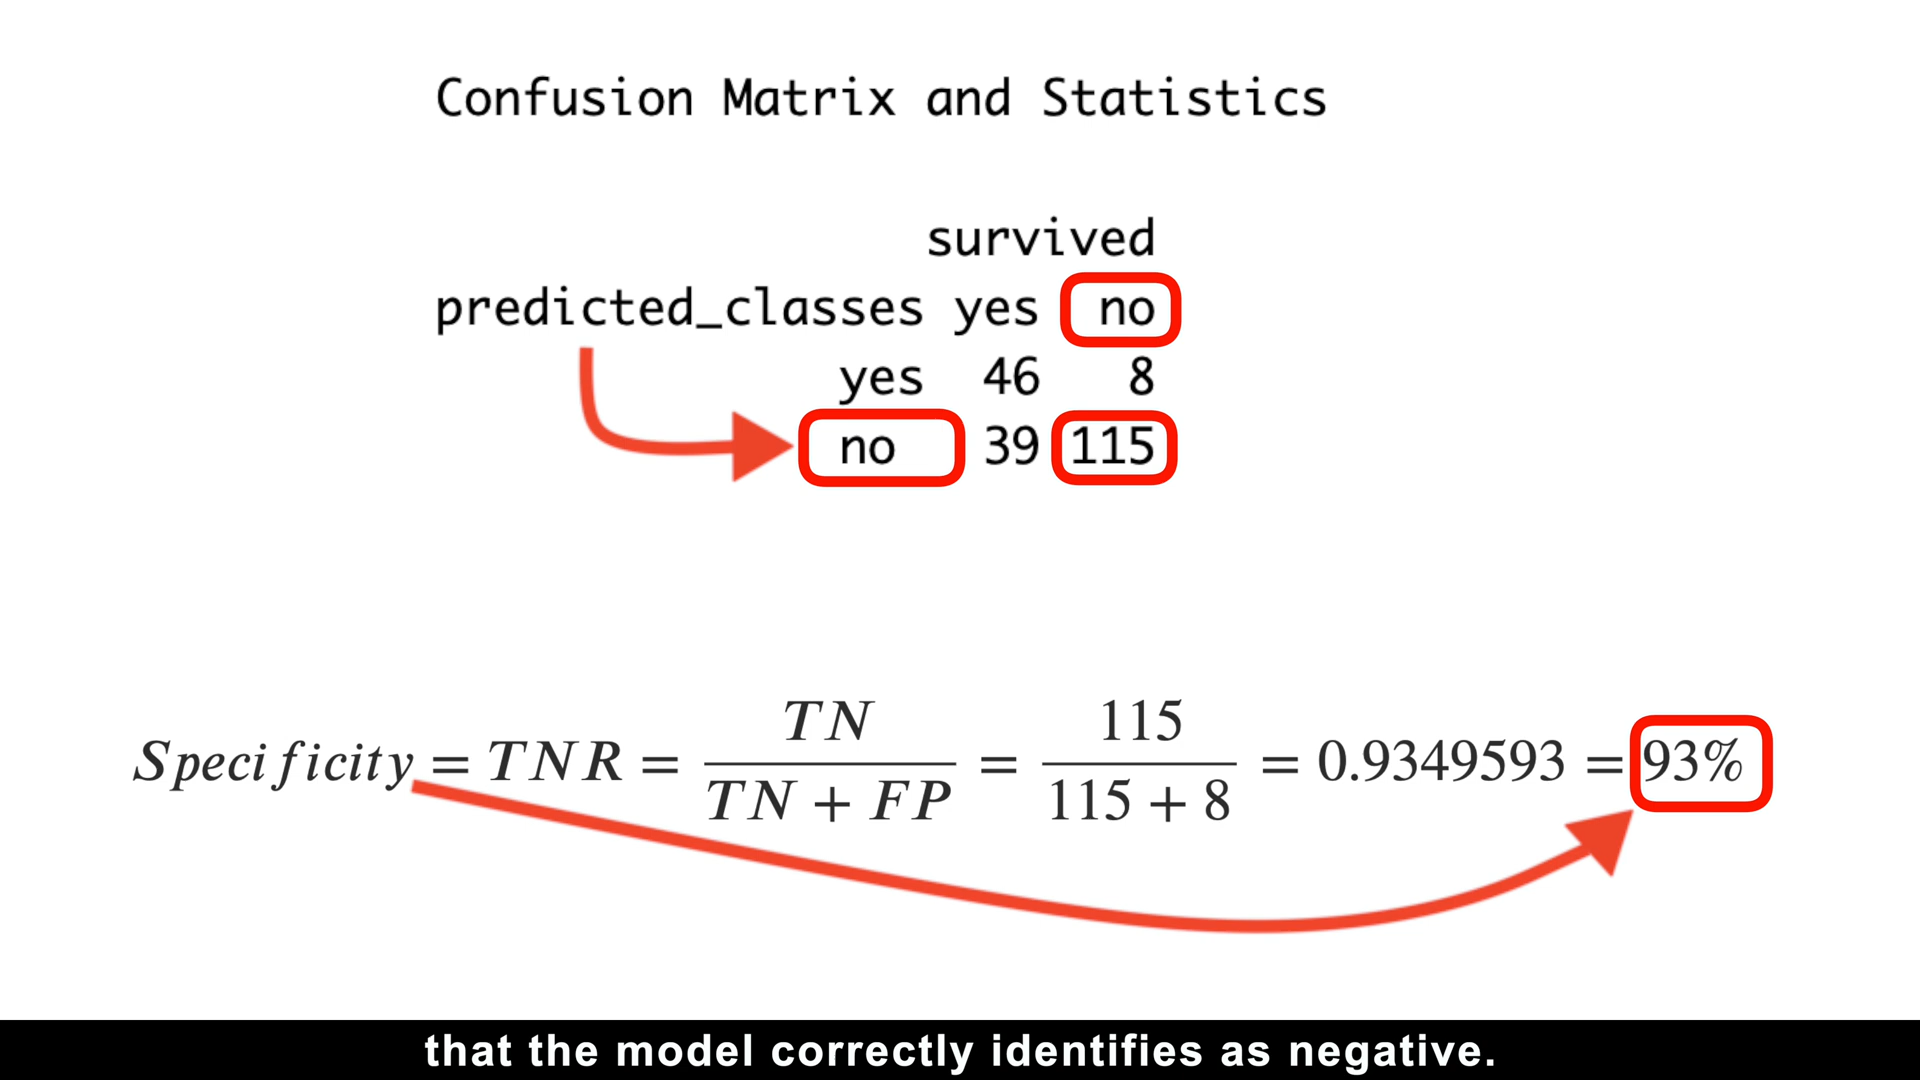 Confusion Matrix and Statistics
survived
predicted_classes yes no
yes 46 8
no 39 115
Specificity = TNR = TN / TN + FP = 115 / 115 + 8 = 0.9349593 = 93%
that the model correctly identifies as negative.